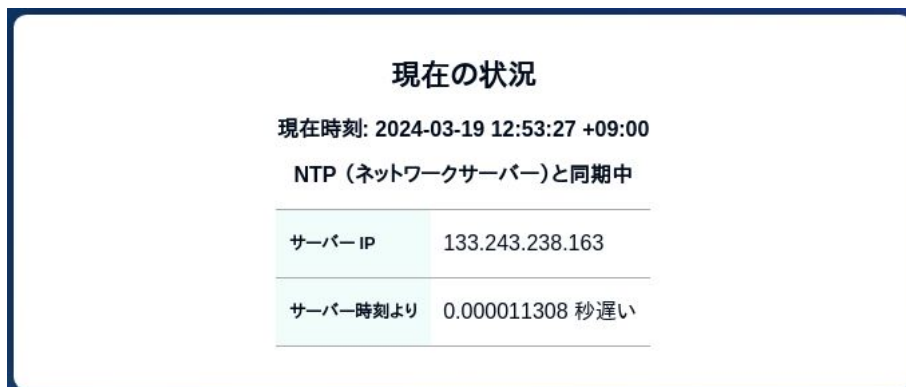 現在の状況
現在時刻: 2024-03-19 12:53:27 +09:00
NTP（ネットワークサーバー）と同期中
サーバー IP 133.243.238.163
サーバー時刻より 0.000011308 秒遅い